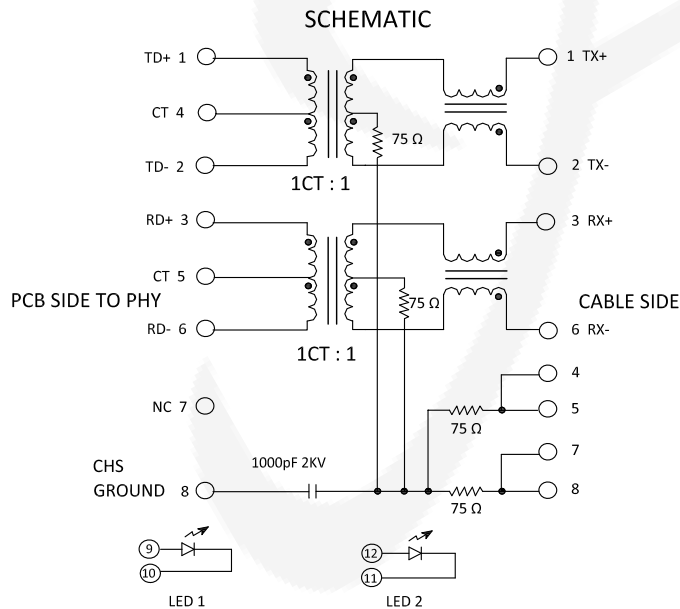 SCHEMATIC
TD+ 1
1 TX+
CT 4
75 Ω
TD- 2
2 TX-
1CT : 1
RD+ 3
3 RX+
CT 5
75 Ω
PCB SIDE TO PHY
CABLE SIDE
RD- 6
6 RX-
1CT : 1
4
NC 7
5
75 Ω
7
CHS
GROUND 8
1000pF 2KV
8
75 Ω
9
10
LED 1
12
11
LED 2